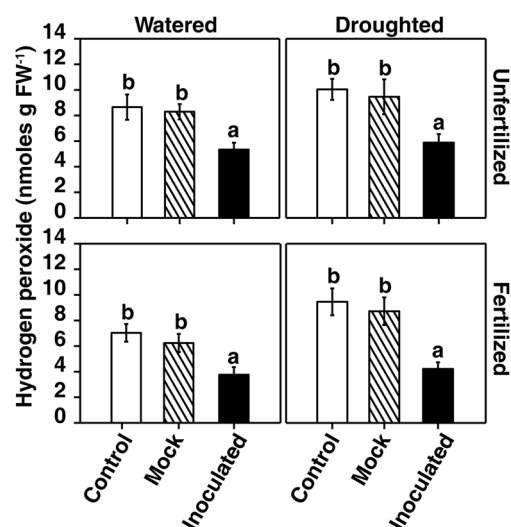 Watered Droughted
Hydrogen peroxide (nmoles g FW-1)
14
12
10
8
6
4
2
0
b b a
b b a
Unfertilized
14
12
10
8
6
4
2
0
b b a
b b a
Fertilized
Control Mock Inoculated Control Mock Inoculated